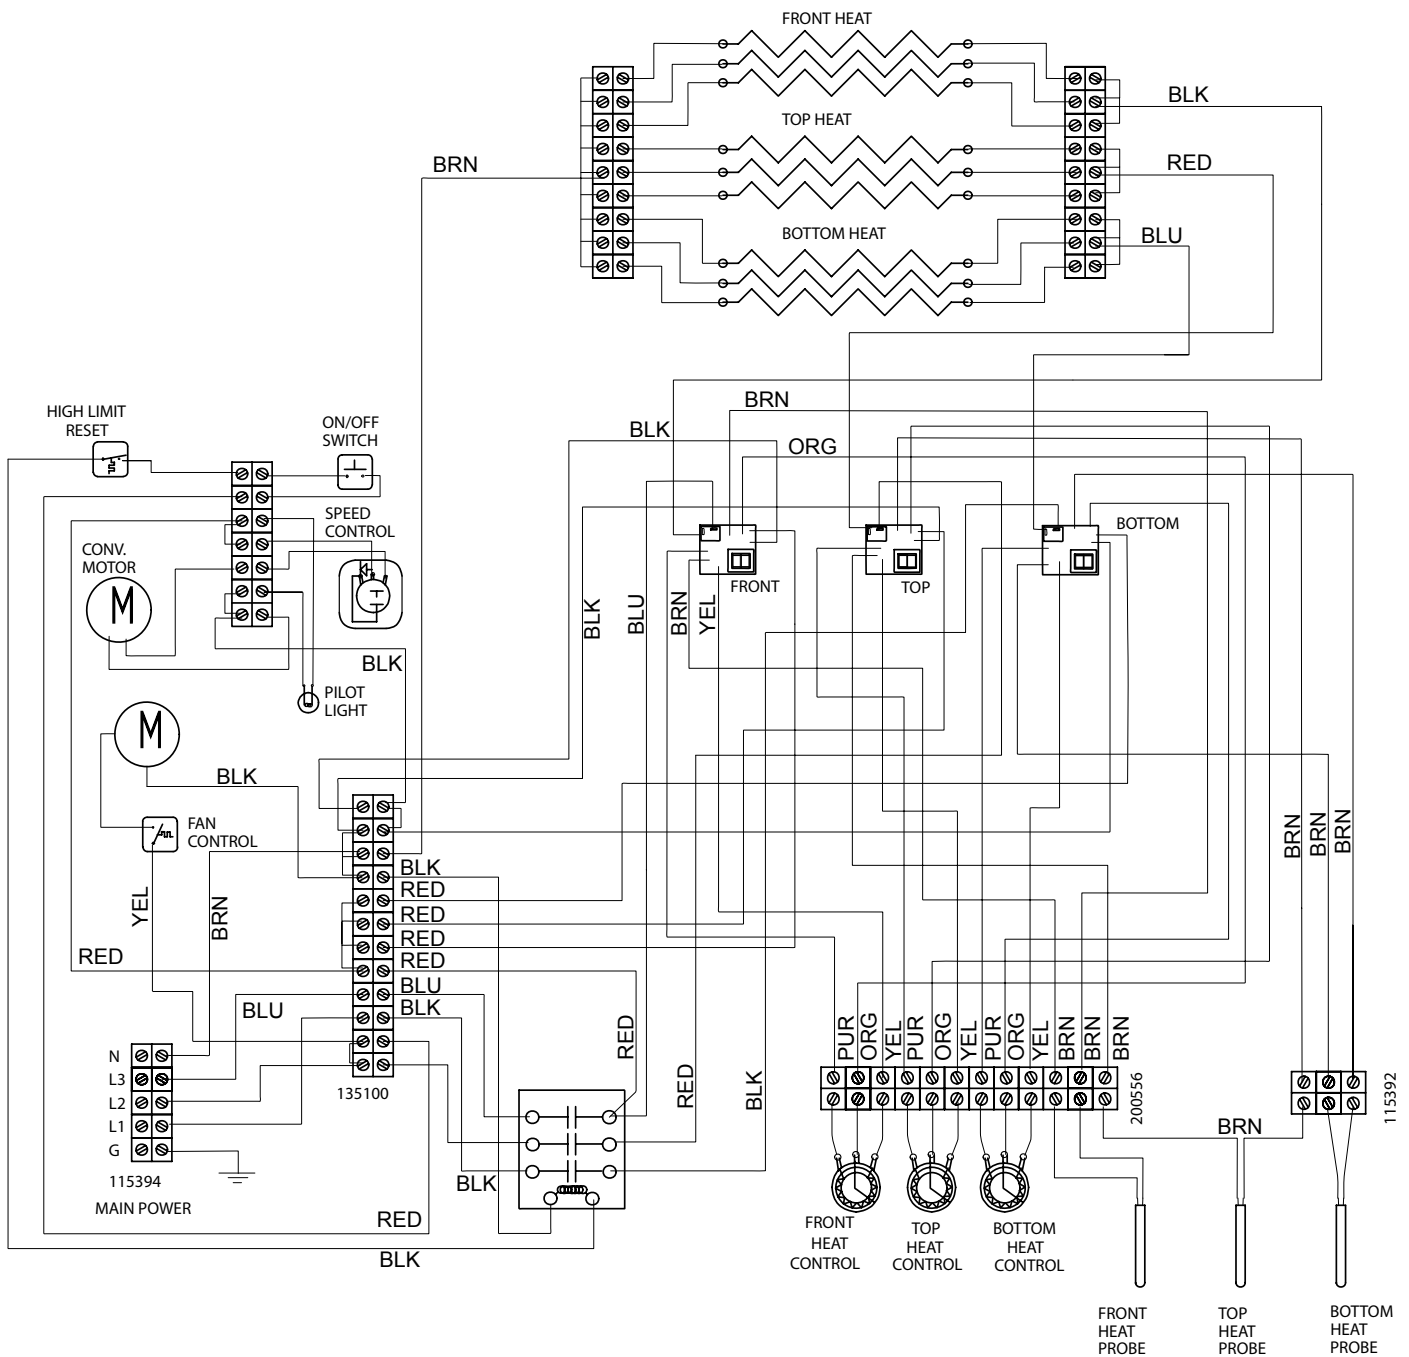 FRONT HEAT
BLK
TOP HEAT
BRN
RED
BOTTOM HEAT
BLU
HIGH LIMIT
RESET
ON/OFF
SWITCH
BRN
BLK
ORG
SPEED
CONTROL
BOTTOM
CONV.
MOTOR
M
FRONT
TOP
BLK
BLU
BRN
YEL
BLK
PILOT
LIGHT
M
BLK
FAN
CONTROL
BRN
BRN
BRN
BLK
RED
RED
RED
RED
BLU
BLK
YEL
BRN
RED
BLU
RED
RED
BLK
PUR
ORG
YEL
PUR
ORG
YEL
PUR
ORG
YEL
BRN
BRN
BRN
N
L3
L2
L1
G
135100
200556
115392
BRN
115394
MAIN POWER
BLK
RED
BLK
FRONT
HEAT
CONTROL
TOP
HEAT
CONTROL
BOTTOM
HEAT
CONTROL
FRONT
HEAT
PROBE
TOP
HEAT
PROBE
BOTTOM
HEAT
PROBE